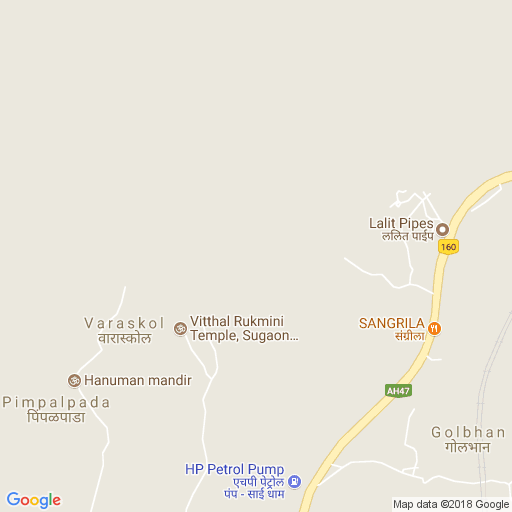 Lalit Pipes
ललित पाईप
160
SANGRILA
संग्रीला
Varaskol
वारास्कोल
Vitthal Rukmini
Temple, Sugaon...
Hanuman mandir
AH47
Pimpalpada
पिंपळपाडा
Golbhan
गोलभान
HP Petrol Pump
एचपी पेट्रोल
पंप - साई धाम
Google
Map data ©2018 Google